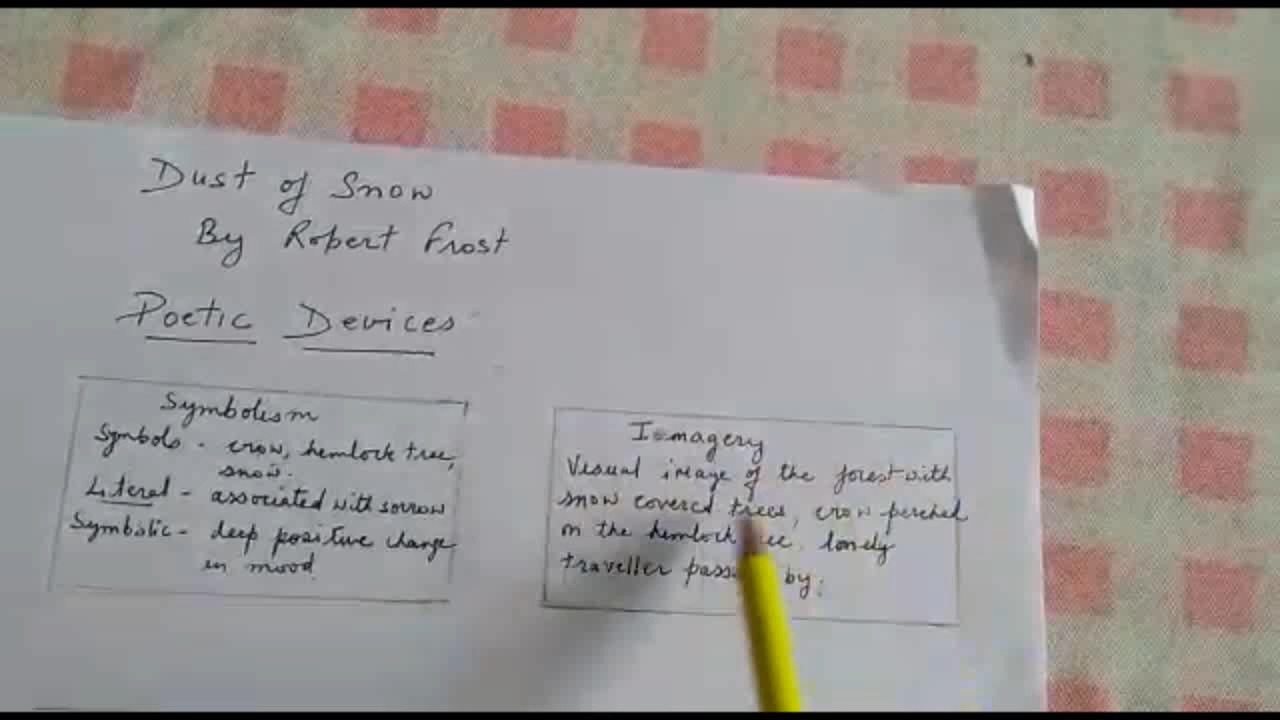 Dust of Snow
By Robert Frost
Poetic Devices
Symbolism
Symbols - crow, hemlock tree,
snow.
Literal - associated with sorrow
Symbolic - deep positive change
in mood
Imagery
Visual image of the forest with
snow covered trees, crow perched
on the hemlock lonely
traveller by.